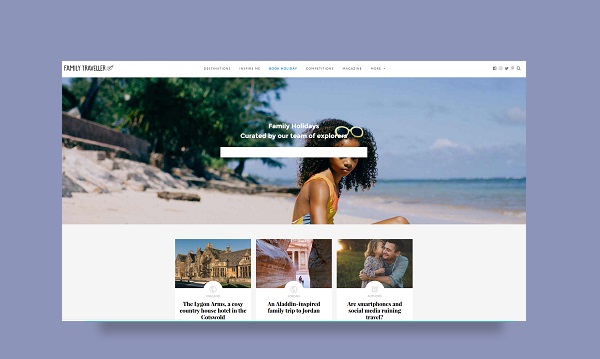 FAMILY TRAVELLER
DESTINATIONS INSPIRE ME BOOK HOLIDAY COMPETITIONS MAGAZINE MORE
Family Holidays
Curated by our team of explorers
The Lygon Arms, a cosy
country house hotel in the
Cotswold
An Aladdin-inspired
family trip to Jordan
Are smartphones and
social media ruining
travel?